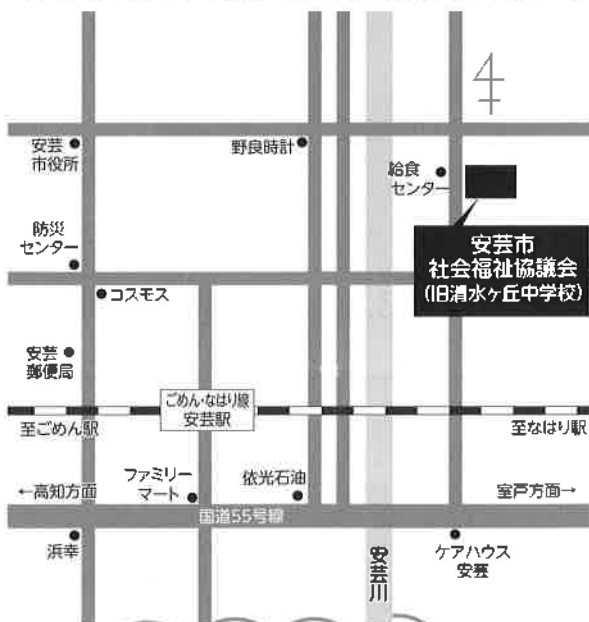 安芸
市役所
野良時計
給食
センター
防災
センター
安芸市
社会福祉協議会
(旧清水ヶ丘中学校)
コスモス
安芸
郵便局
ごめん・なはり線
安芸駅
至ごめん駅
至なはり駅
ファミリー
マート
依光石油
←高知方面
室戸方面→
国道55号線
浜幸
安芸川
ケアハウス
安芸